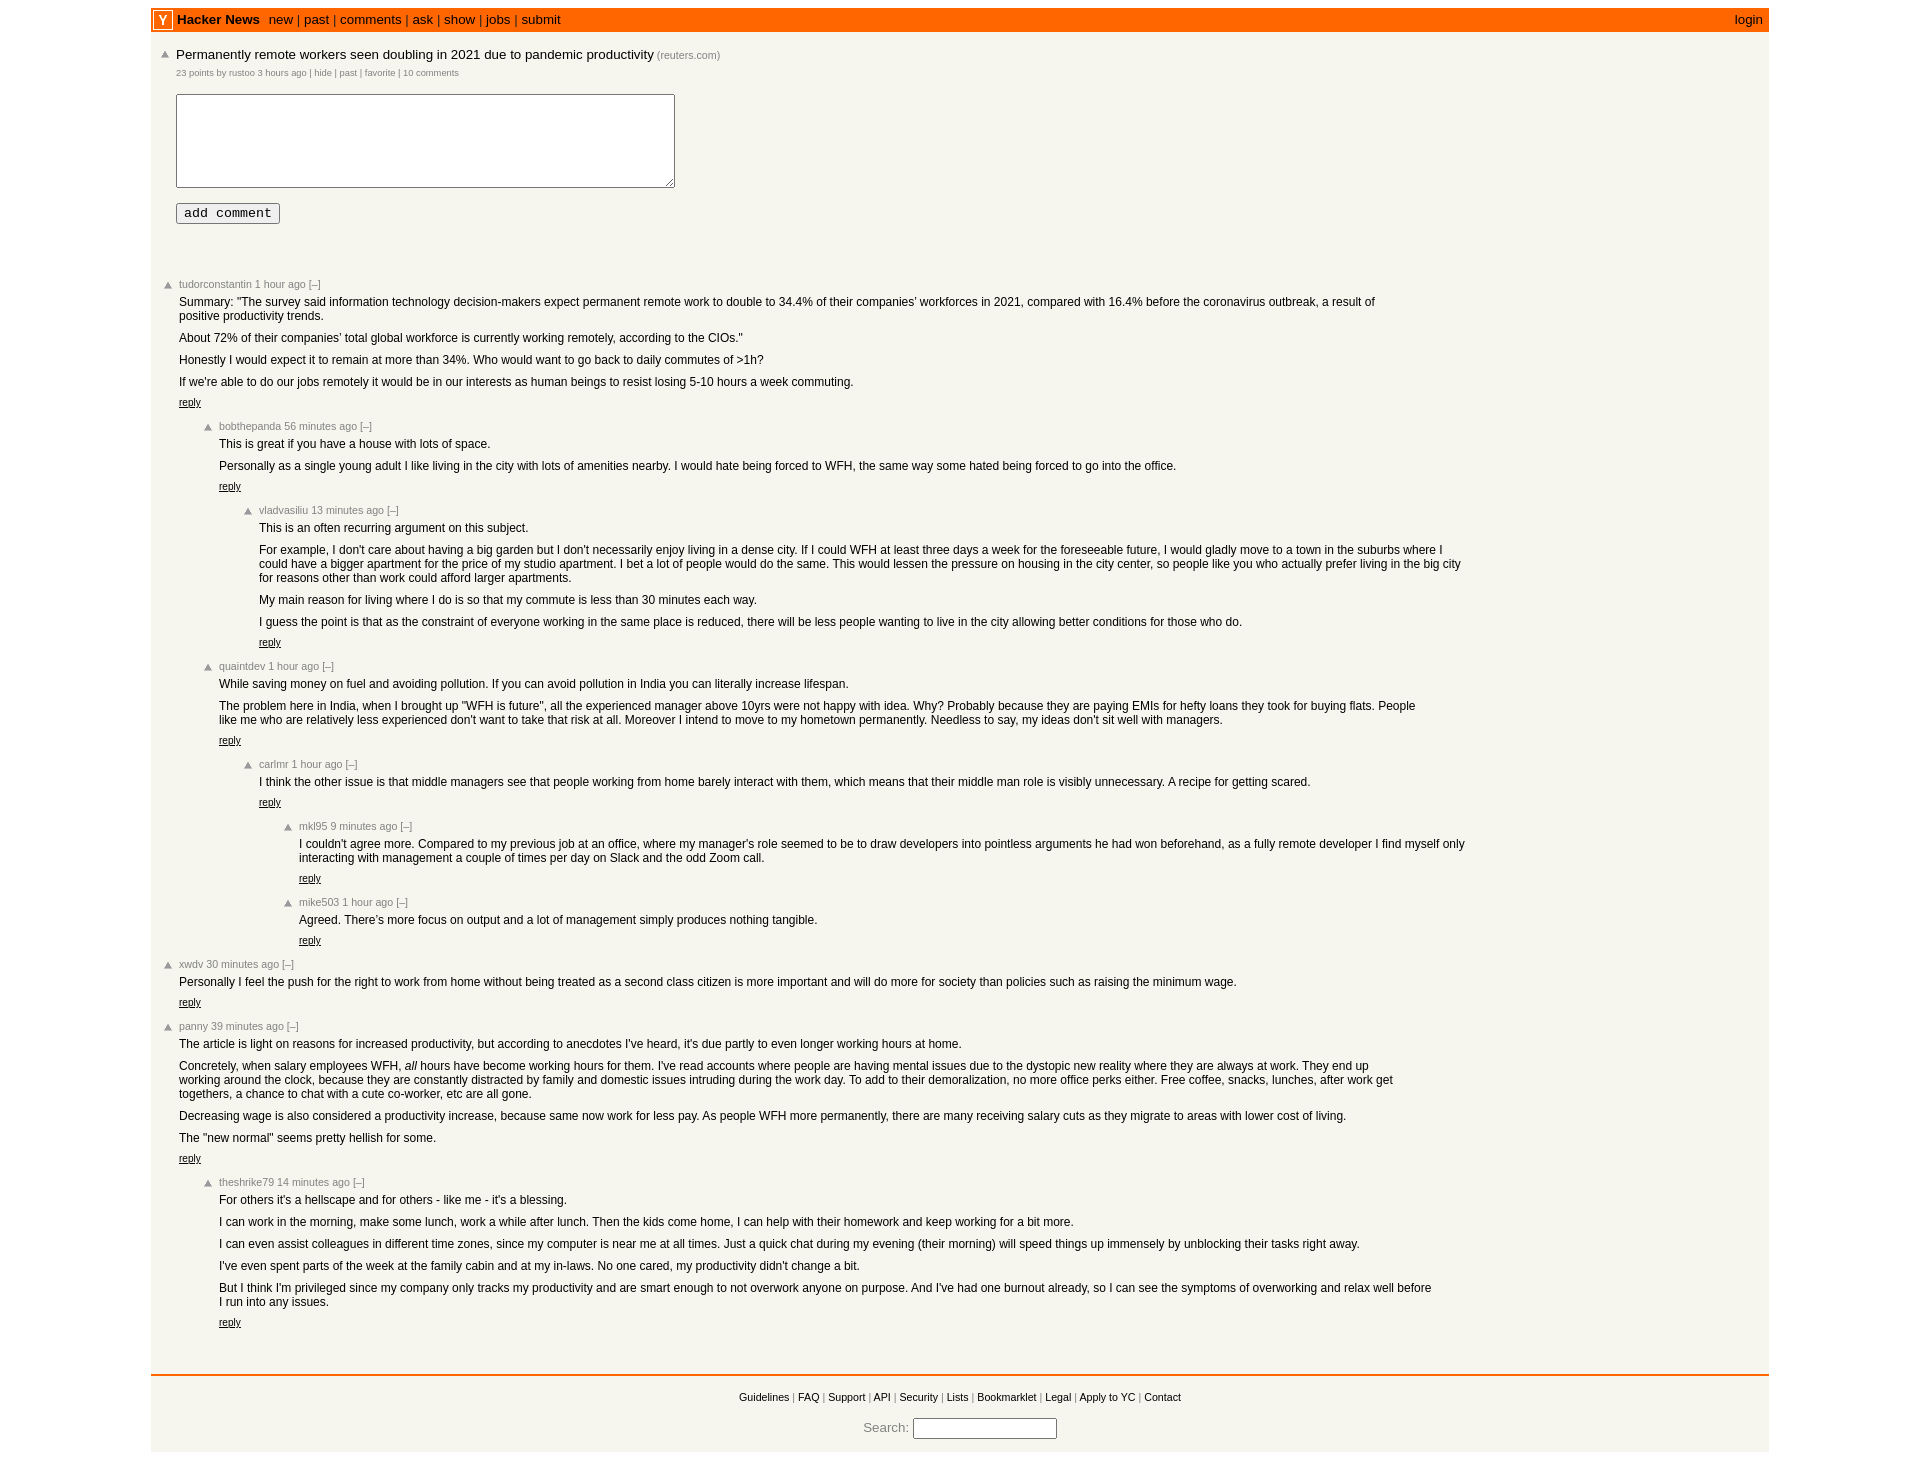 Y Hacker News new | past | comments | ask | show | jobs | submit login
Permanently remote workers seen doubling in 2021 due to pandemic productivity (reuters.com)
23 points by rustoo 3 hours ago | hide | past | favorite | 10 comments
add comment
tudorconstantin 1 hour ago [–]
Summary: "The survey said information technology decision-makers expect permanent remote work to double to 34.4% of their companies’ workforces in 2021, compared with 16.4% before the coronavirus outbreak, a result of
positive productivity trends.
About 72% of their companies’ total global workforce is currently working remotely, according to the CIOs."
Honestly I would expect it to remain at more than 34%. Who would want to go back to daily commutes of >1h?
If we're able to do our jobs remotely it would be in our interests as human beings to resist losing 5-10 hours a week commuting.
reply
bobthepanda 56 minutes ago [–]
This is great if you have a house with lots of space.
Personally as a single young adult I like living in the city with lots of amenities nearby. I would hate being forced to WFH, the same way some hated being forced to go into the office.
reply
vladvasiliu 13 minutes ago [–]
This is an often recurring argument on this subject.
For example, I don't care about having a big garden but I don't necessarily enjoy living in a dense city. If I could WFH at least three days a week for the foreseeable future, I would gladly move to a town in the suburbs where I
could have a bigger apartment for the price of my studio apartment. I bet a lot of people would do the same. This would lessen the pressure on housing in the city center, so people like you who actually prefer living in the big city
for reasons other than work could afford larger apartments.
My main reason for living where I do is so that my commute is less than 30 minutes each way.
I guess the point is that as the constraint of everyone working in the same place is reduced, there will be less people wanting to live in the city allowing better conditions for those who do.
reply
quaintdev 1 hour ago [–]
While saving money on fuel and avoiding pollution. If you can avoid pollution in India you can literally increase lifespan.
The problem here in India, when I brought up "WFH is future", all the experienced manager above 10yrs were not happy with idea. Why? Probably because they are paying EMIs for hefty loans they took for buying flats. People
like me who are relatively less experienced don't want to take that risk at all. Moreover I intend to move to my hometown permanently. Needless to say, my ideas don't sit well with managers.
reply
carlmr 1 hour ago [–]
I think the other issue is that middle managers see that people working from home barely interact with them, which means that their middle man role is visibly unnecessary. A recipe for getting scared.
reply
mkl95 9 minutes ago [–]
I couldn't agree more. Compared to my previous job at an office, where my manager's role seemed to be to draw developers into pointless arguments he had won beforehand, as a fully remote developer I find myself only
interacting with management a couple of times per day on Slack and the odd Zoom call.
reply
mike503 1 hour ago [–]
Agreed. There’s more focus on output and a lot of management simply produces nothing tangible.
reply
xwdv 30 minutes ago [–]
Personally I feel the push for the right to work from home without being treated as a second class citizen is more important and will do more for society than policies such as raising the minimum wage.
reply
panny 39 minutes ago [–]
The article is light on reasons for increased productivity, but according to anecdotes I've heard, it's due partly to even longer working hours at home.
Concretely, when salary employees WFH, all hours have become working hours for them. I've read accounts where people are having mental issues due to the dystopic new reality where they are always at work. They end up
working around the clock, because they are constantly distracted by family and domestic issues intruding during the work day. To add to their demoralization, no more office perks either. Free coffee, snacks, lunches, after work get
togethers, a chance to chat with a cute co-worker, etc are all gone.
Decreasing wage is also considered a productivity increase, because same now work for less pay. As people WFH more permanently, there are many receiving salary cuts as they migrate to areas with lower cost of living.
The "new normal" seems pretty hellish for some.
reply
theshrike79 14 minutes ago [–]
For others it's a hellscape and for others - like me - it's a blessing.
I can work in the morning, make some lunch, work a while after lunch. Then the kids come home, I can help with their homework and keep working for a bit more.
I can even assist colleagues in different time zones, since my computer is near me at all times. Just a quick chat during my evening (their morning) will speed things up immensely by unblocking their tasks right away.
I've even spent parts of the week at the family cabin and at my in-laws. No one cared, my productivity didn't change a bit.
But I think I'm privileged since my company only tracks my productivity and are smart enough to not overwork anyone on purpose. And I've had one burnout already, so I can see the symptoms of overworking and relax well before
I run into any issues.
reply
Guidelines | FAQ | Support | API | Security | Lists | Bookmarklet | Legal | Apply to YC | Contact
Search: